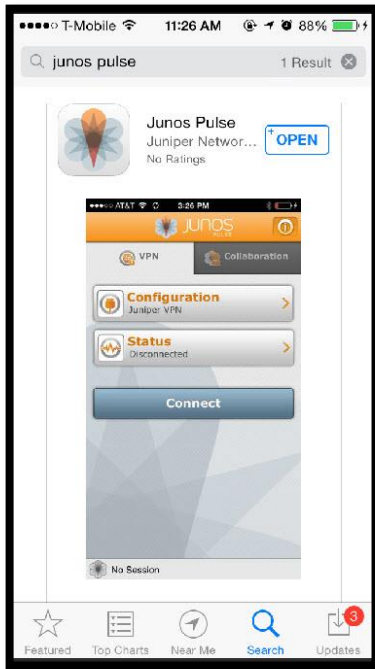 T-Mobile 11:26 AM 88%
junos pulse 1 Result
Junos Pulse
Juniper Networ...
No Ratings
+OPEN
AT&T 3:26 PM
JUNOS
PULSE
VPN Collaboration
Configuration
Juniper VPN
Status
Disconnected
Connect
No Session
3
Featured Top Charts Near Me Search Updates